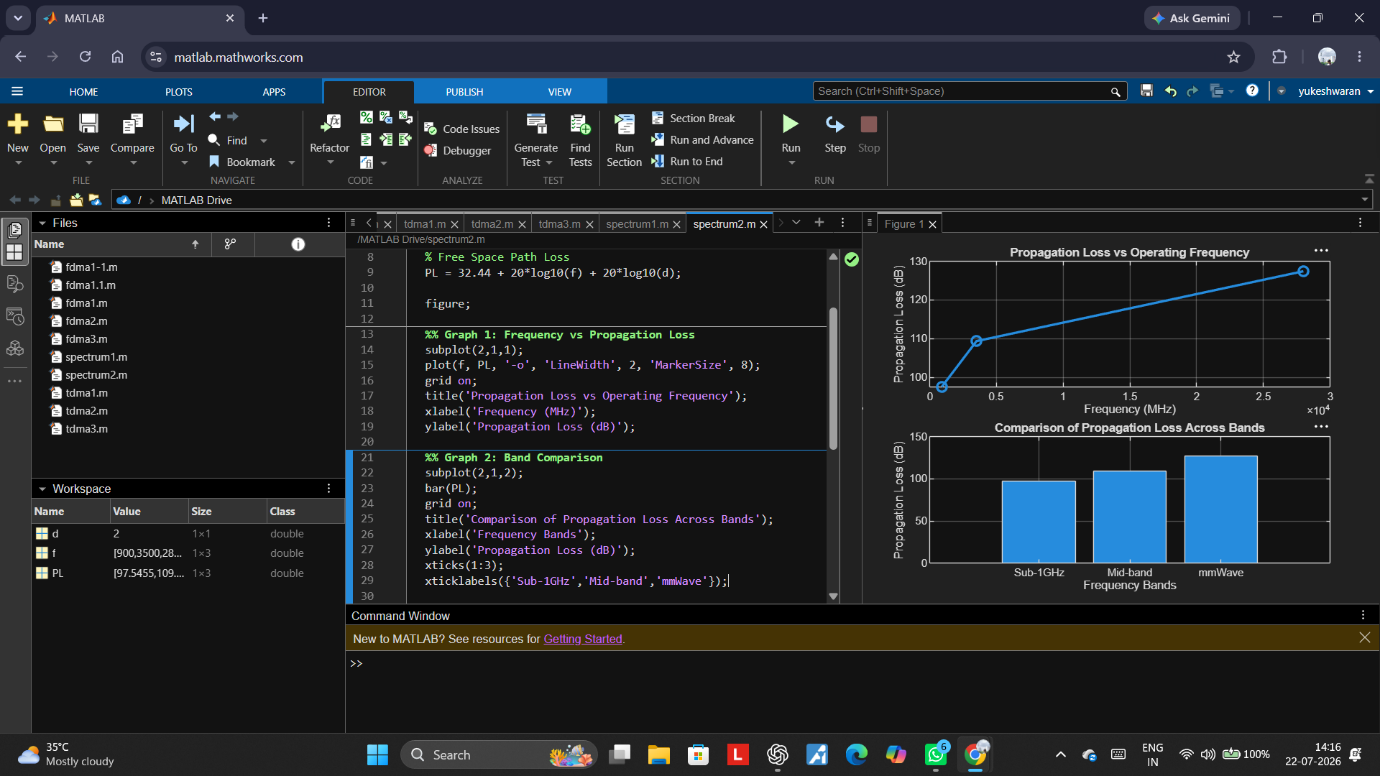 MATLAB
Ask Gemini
matlab.mathworks.com
HOME PLOTS APPS EDITOR PUBLISH VIEW
Search (Ctrl+Shift+Space)
yukeshwaran
New Open Save Compare
FILE
Go To Find Bookmark
NAVIGATE
Refactor
CODE
Code Issues
Debugger
ANALYZE
Generate Test Find Tests
TEST
Run Section
Section Break
Run and Advance
Run to End
SECTION
Run Step Stop
RUN
/ › MATLAB Drive
Files
Name
fdma1-1.m
fdma1.1.m
fdma1.m
fdma2.m
fdma3.m
spectrum1.m
spectrum2.m
tdma1.m
tdma2.m
tdma3.m
Workspace
Name Value Size Class
d 2 1×1 double
f [900,3500,28... 1×3 double
PL [97.5455,109.... 1×3 double
tdma1.m tdma2.m tdma3.m spectrum1.m spectrum2.m
/MATLAB Drive/spectrum2.m
8 % Free Space Path Loss
9 PL = 32.44 + 20*log10(f) + 20*log10(d);
10
11 figure;
12
13 %% Graph 1: Frequency vs Propagation Loss
14 subplot(2,1,1);
15 plot(f, PL, '-o', 'LineWidth', 2, 'MarkerSize', 8);
16 grid on;
17 title('Propagation Loss vs Operating Frequency');
18 xlabel('Frequency (MHz)');
19 ylabel('Propagation Loss (dB)');
20
21 %% Graph 2: Band Comparison
22 subplot(2,1,2);
23 bar(PL);
24 grid on;
25 title('Comparison of Propagation Loss Across Bands');
26 xlabel('Frequency Bands');
27 ylabel('Propagation Loss (dB)');
28 xticks(1:3);
29 xticklabels({'Sub-1GHz','Mid-band','mmWave'});
30
Figure 1
Propagation Loss vs Operating Frequency
Propagation Loss (dB)
130
120
110
100
0 0.5 1 1.5 2 2.5 3
×10⁴
Frequency (MHz)
Comparison of Propagation Loss Across Bands
Propagation Loss (dB)
150
100
50
0
Sub-1GHz Mid-band mmWave
Frequency Bands
Command Window
New to MATLAB? See resources for Getting Started.
>>
35°C
Mostly cloudy
Search
L
6
ENG
IN
100%
14:16
22-07-2026